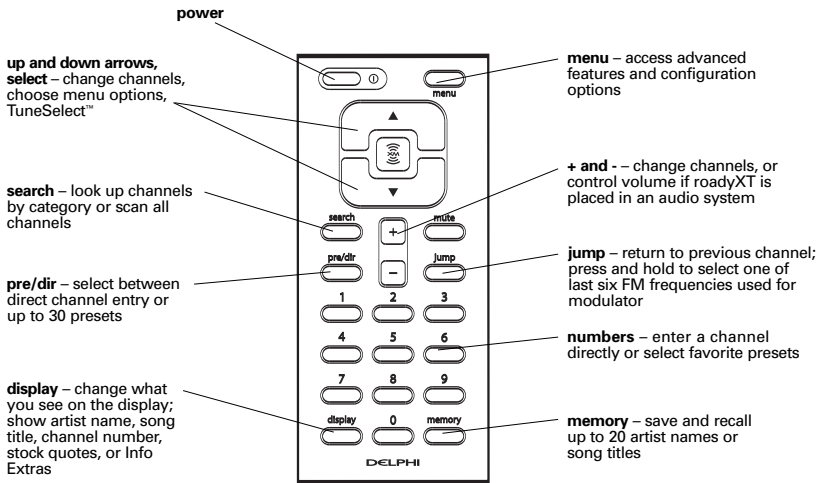 power
up and down arrows,
select – change channels,
choose menu options,
TuneSelect™
search – look up channels
by category or scan all
channels
pre/dir – select between
direct channel entry or
up to 30 presets
display – change what
you see on the display;
show artist name, song
title, channel number,
stock quotes, or Info
Extras
menu
XM
search
mute
+
pre/dir
jump
–
1 2 3
4 5 6
7 8 9
display 0 memory
DELPHI
menu – access advanced
features and configuration
options
+ and - – change channels, or
control volume if roadyXT is
placed in an audio system
jump – return to previous channel;
press and hold to select one of
last six FM frequencies used for
modulator
numbers – enter a channel
directly or select favorite presets
memory – save and recall
up to 20 artist names or
song titles